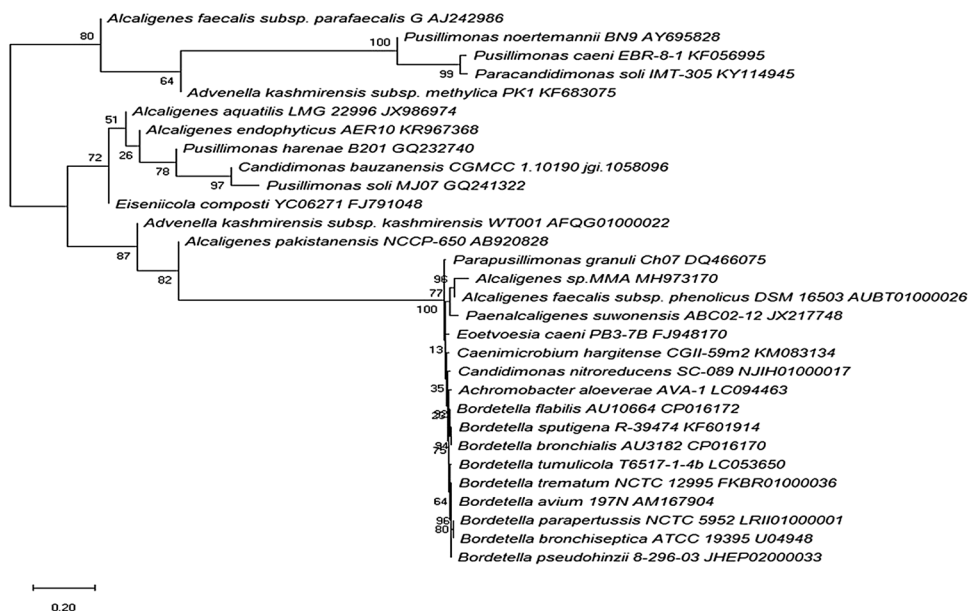 Alcaligenes faecalis subsp. parafaecalis G AJ242986
80
Pusillimonas noertemannii BN9 AY695828
100
Pusillimonas caeni EBR-8-1 KF056995
99
Paracandidimonas soli IMT-305 KY114945
64
Advenella kashmirensis subsp. methylica PK1 KF683075
Alcaligenes aquatilis LMG 22996 JX986974
51
Alcaligenes endophyticus AER10 KR967368
26
Pusillimonas harenae B201 GQ232740
72
78
Candidimonas bauzanensis CGMCC 1.10190 jgi.1058096
97
Pusillimonas soli MJ07 GQ241322
Eiseniicola composti YC06271 FJ791048
Advenella kashmirensis subsp. kashmirensis WT001 AFQG01000022
87
Alcaligenes pakistanensis NCCP-650 AB920828
82
Parapusillimonas granuli Ch07 DQ466075
96
Alcaligenes sp.MMA MH973170
77
Alcaligenes faecalis subsp. phenolicus DSM 16503 AUBT01000026
100
Paenalcaligenes suwonensis ABC02-12 JX217748
Eoetvoesia caeni PB3-7B FJ948170
13
Caenimicrobium hargitense CGII-59m2 KM083134
Candidimonas nitroreducens SC-089 NJIH01000017
35
Achromobacter aloeverae AVA-1 LC094463
Bordetella flabilis AU10664 CP016172
Bordetella sputigena R-39474 KF601914
94
Bordetella bronchialis AU3182 CP016170
75
Bordetella tumulicola T6517-1-4b LC053650
Bordetella trematum NCTC 12995 FKBR01000036
64
Bordetella avium 197N AM167904
96
Bordetella parapertussis NCTC 5952 LRII01000001
80
Bordetella bronchiseptica ATCC 19395 U04948
Bordetella pseudohinzii 8-296-03 JHEP02000033
0.20